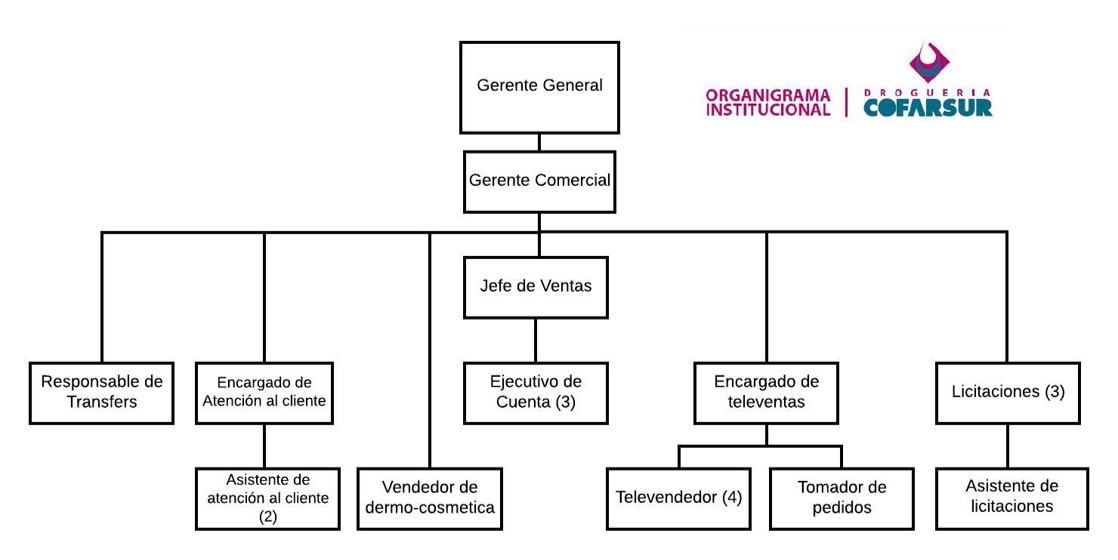 Gerente General
ORGANIGRAMA
INSTITUCIONAL
DROGUERIA
COFARSUR
Gerente Comercial
Jefe de Ventas
Responsable de
Transfers
Encargado de
Atención al cliente
Ejecutivo de
Cuenta (3)
Encargado de
televentas
Licitaciones (3)
Asistente de
atención al cliente
(2)
Vendedor de
dermo-cosmetica
Televendedor (4)
Tomador de
pedidos
Asistente de
licitaciones